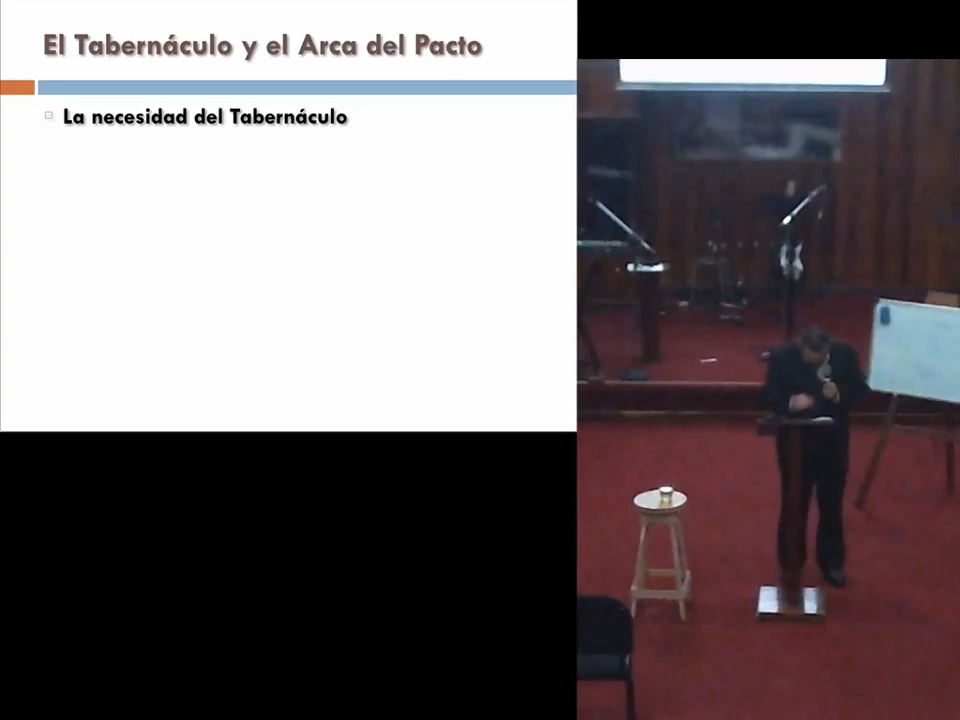 El Tabernáculo y el Arca del Pacto
La necesidad del Tabernáculo